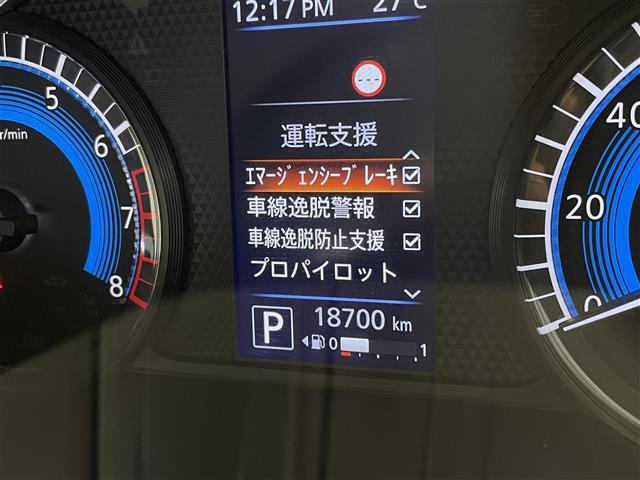 12:17 PM 27℃
運転支援
ｴﾏｰｼﾞｪﾝｼｰﾌﾞﾚｰｷ
車線逸脱警報
車線逸脱防止支援
プロパイロット
P 18700 km
0 1
5
r/min
6
7
8
40
20
0